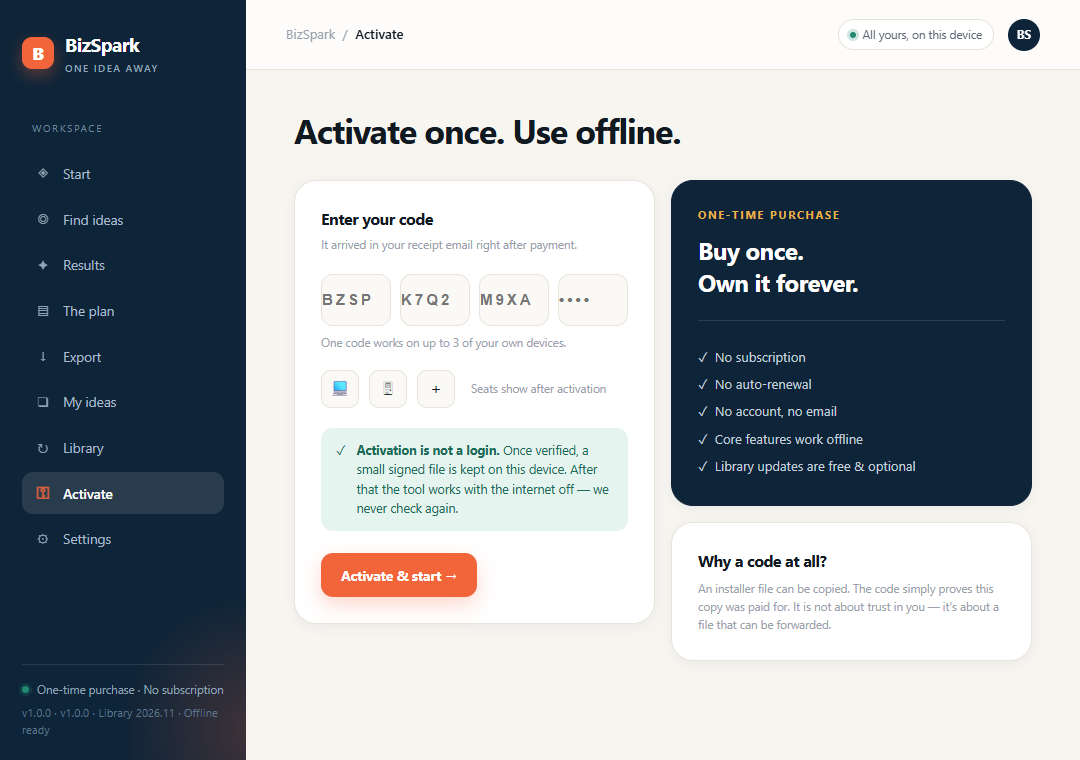 B
BizSpark
ONE IDEA AWAY
WORKSPACE
Start
Find ideas
Results
The plan
Export
My ideas
Library
Activate
Settings
One-time purchase · No subscription
v1.0.0 · v1.0.0 · Library 2026.11 · Offline
ready
BizSpark / Activate
All yours, on this device
BS
Activate once. Use offline.
Enter your code
It arrived in your receipt email right after payment.
BZSP K7Q2 M9XA ••••
One code works on up to 3 of your own devices.
+ Seats show after activation
✓ Activation is not a login. Once verified, a
small signed file is kept on this device. After
that the tool works with the internet off — we
never check again.
Activate & start →
ONE-TIME PURCHASE
Buy once.
Own it forever.
✓ No subscription
✓ No auto-renewal
✓ No account, no email
✓ Core features work offline
✓ Library updates are free & optional
Why a code at all?
An installer file can be copied. The code simply proves this
copy was paid for. It is not about trust in you — it's about a
file that can be forwarded.